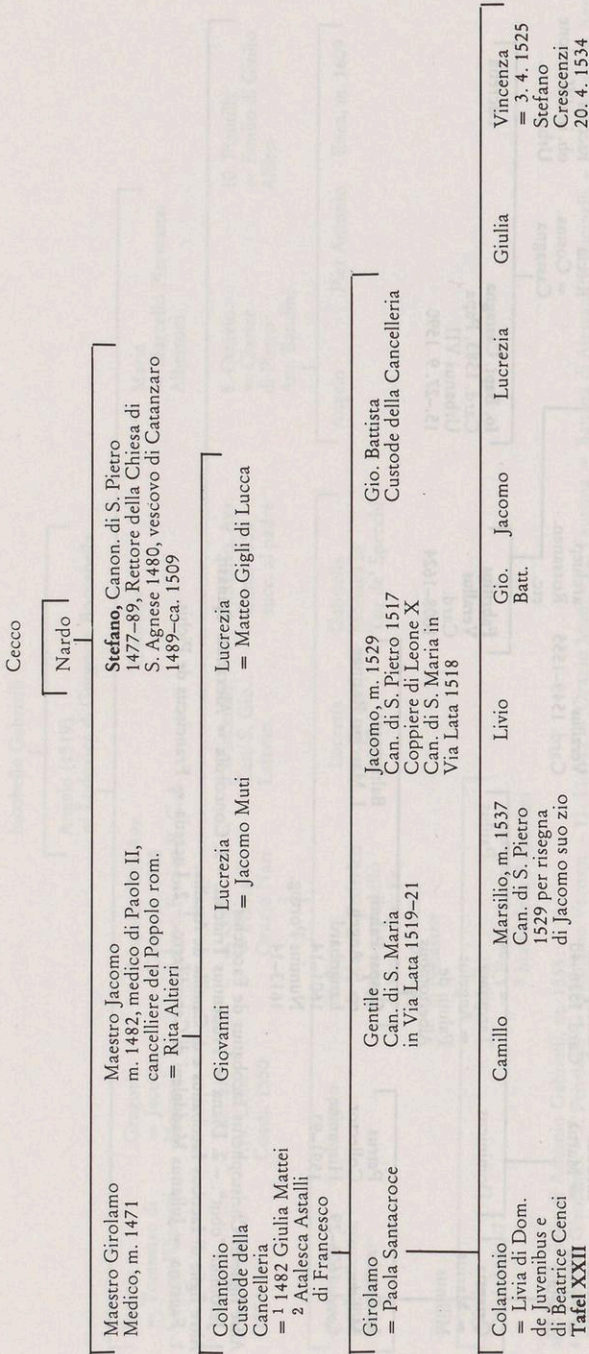 Cecco
Nardo
Maestro Girolamo
Medico, m. 1471
Maestro Jacomo
m. 1482, medico di Paolo II,
cancelliere del Popolo rom.
= Rita Altieri
Stefano, Canon. di S. Pietro
1477–89, Rettore della Chiesa di
S. Agnese 1480, vescovo di Catanzaro
1489–ca. 1509
Colantonio
Custode della
Cancelleria
= ¹ 1482 Giulia Mattei
² Atalesca Astalli
di Francesco
Giovanni
Lucrezia
= Jacomo Muti
Lucrezia
= Matteo Gigli di Lucca
Girolamo
= Paola Santacroce
Gentile
Can. di S. Maria
in Via Lata 1519–21
Jacomo, m. 1529
Can. di S. Pietro 1517
Coppiere di Leone X
Can. di S. Maria in
Via Lata 1518
Gio. Battista
Custode della Cancelleria
Colantonio
= Livia di Dom.
de Juvenibus e
di Beatrice Cenci
Camillo
Marsilio, m. 1537
Can. di S. Pietro
1529 per risegna
di Jacomo suo zio
Livio
Gio.
Batt.
Jacomo
Lucrezia
Giulia
Vincenza
= 3. 4. 1525
Stefano
Crescenzi
20. 4. 1534
Tafel XXII